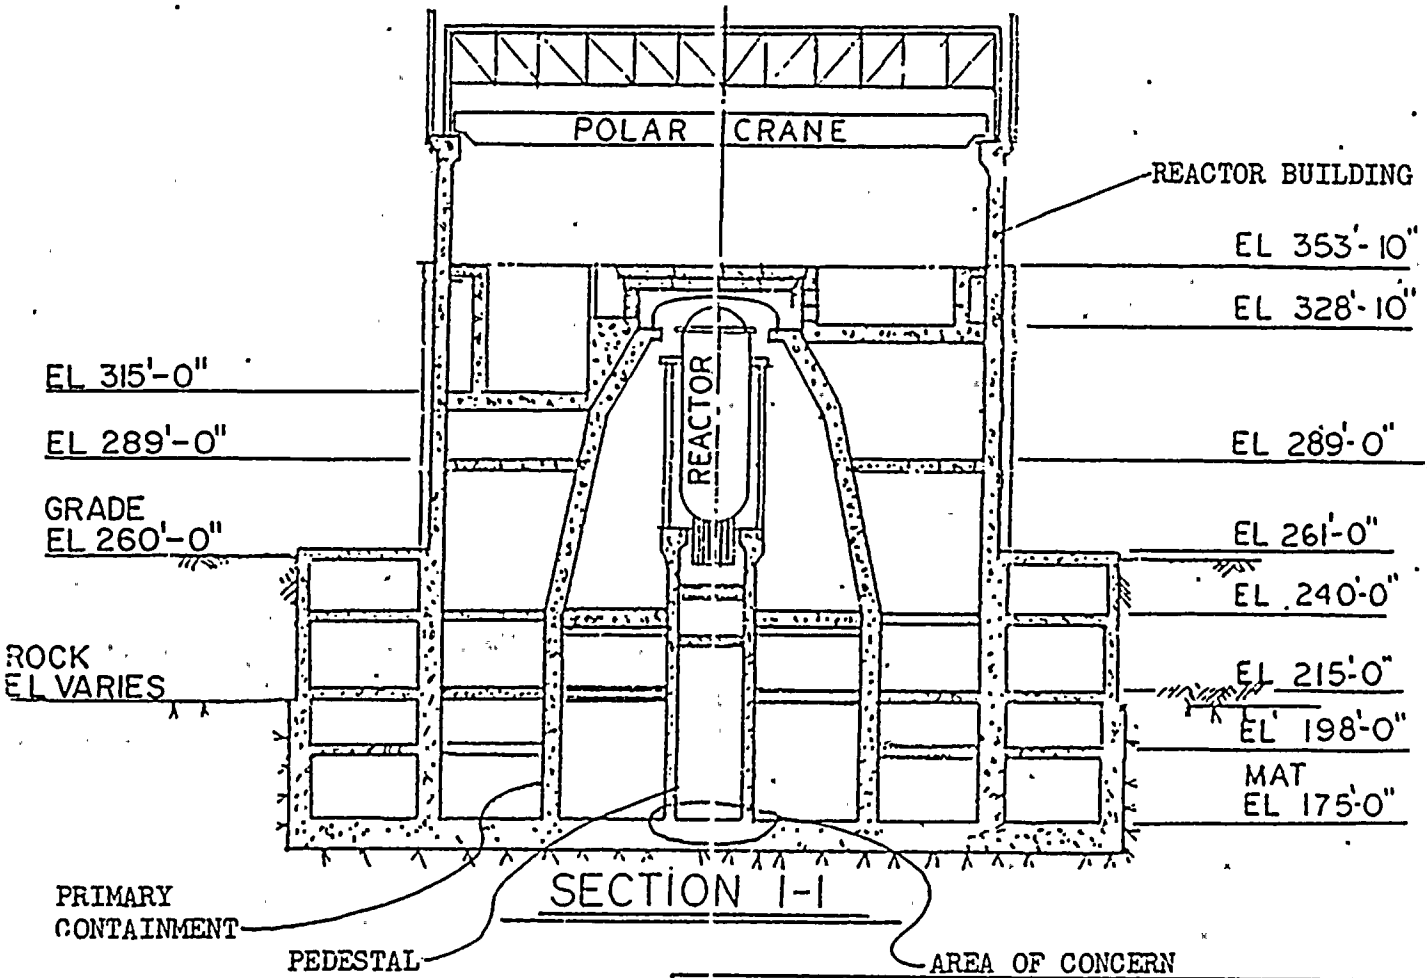 POLAR CRANE
REACTOR BUILDING
EL 353'-10"
EL 328'-10"
EL 315'-0"
REACTOR
EL 289'-0"
EL 289'-0"
GRADE
EL 260'-0"
EL 261'-0"
EL 240'-0"
ROCK
EL VARIES
EL 215'-0"
EL 198'-0"
MAT
EL 175'-0"
SECTION 1-1
PRIMARY
CONTAINMENT
PEDESTAL
AREA OF CONCERN